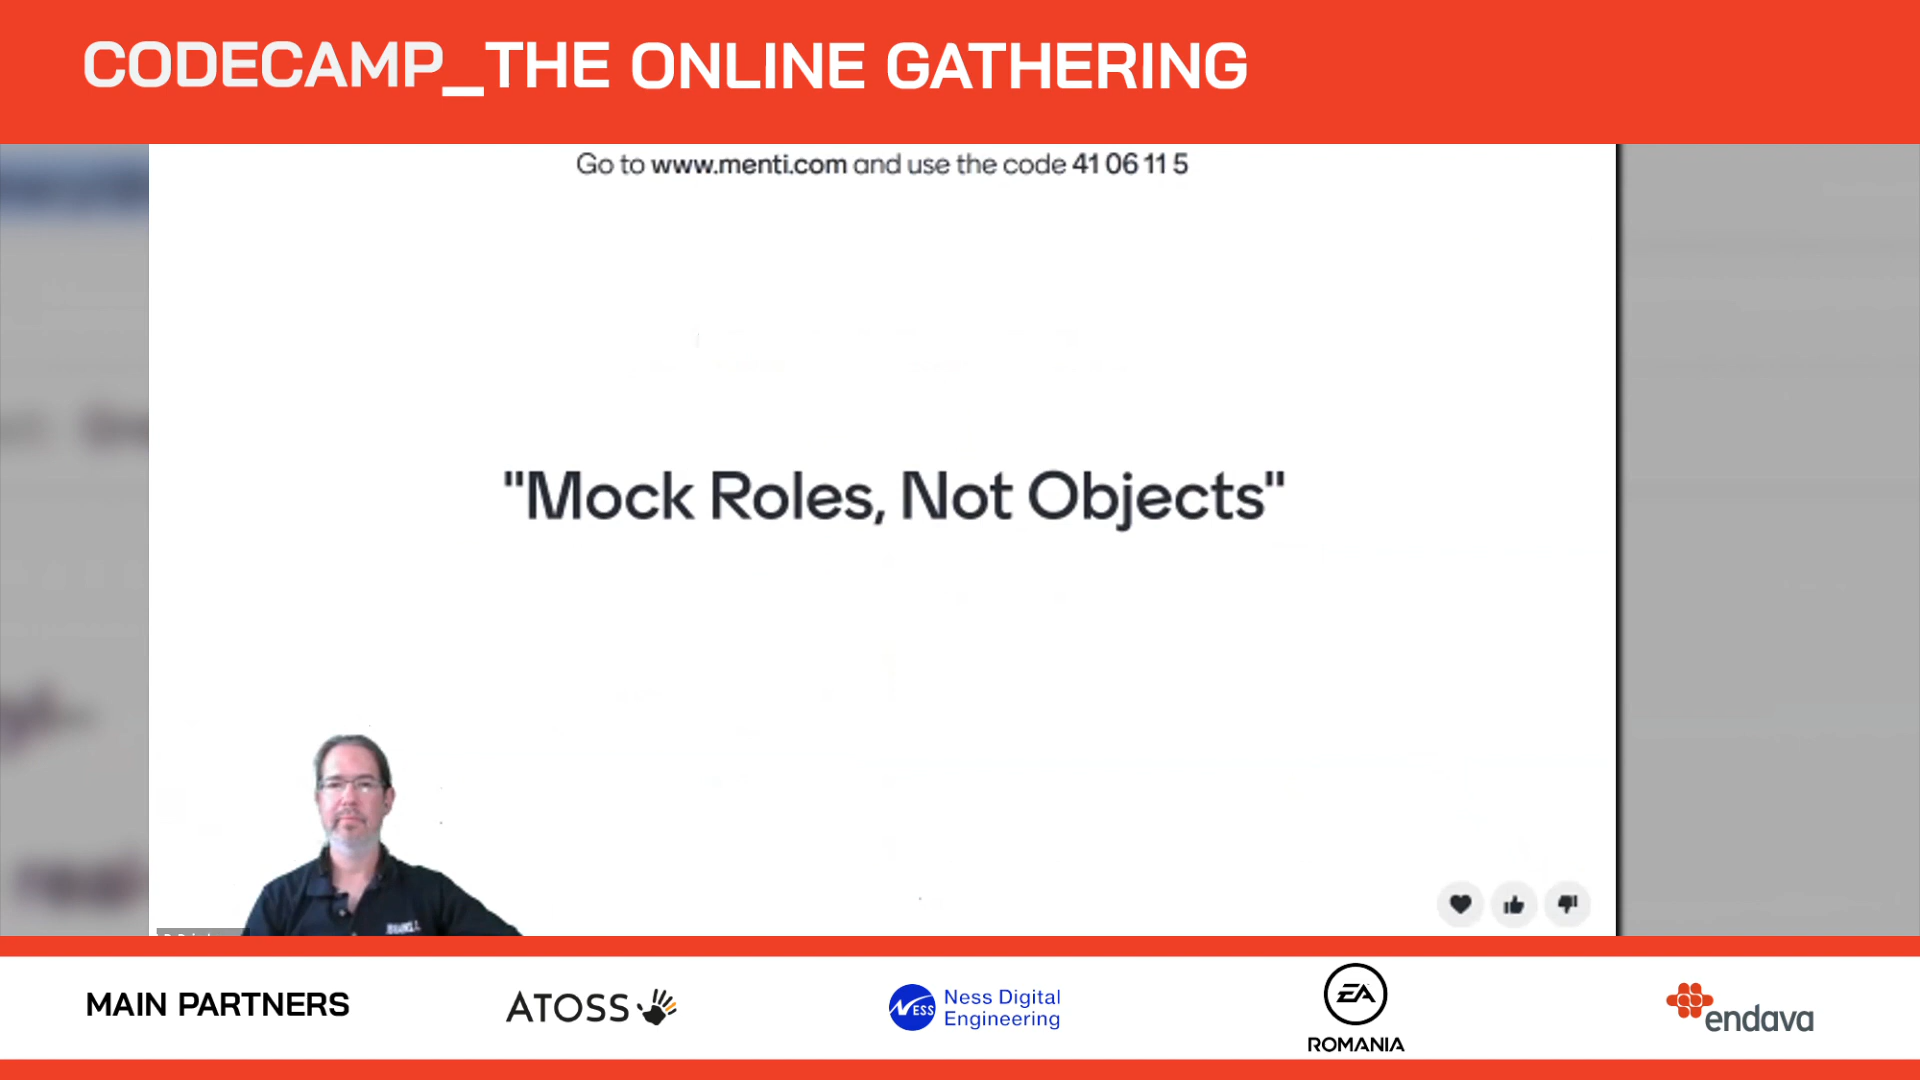 CODECAMP_THE ONLINE GATHERING
Go to www.menti.com and use the code 41 06 11 5
"Mock Roles, Not Objects"
MAIN PARTNERS
ATOSS
NESS
Ness Digital
Engineering
EA
ROMANIA
endava